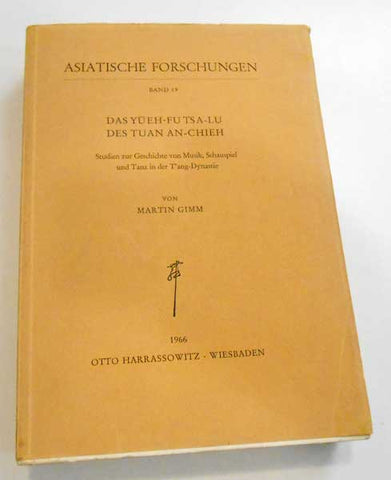 ASIATISCHE FORSCHUNGEN
BAND 19
DAS YÜEH-FU TSA-LU
DES TUAN AN-CHIEH
Studien zur Geschichte von Musik, Schauspiel
und Tanz in der T'ang-Dynastie
VON
MARTIN GIMM
1966
OTTO HARRASSOWITZ · WIESBADEN